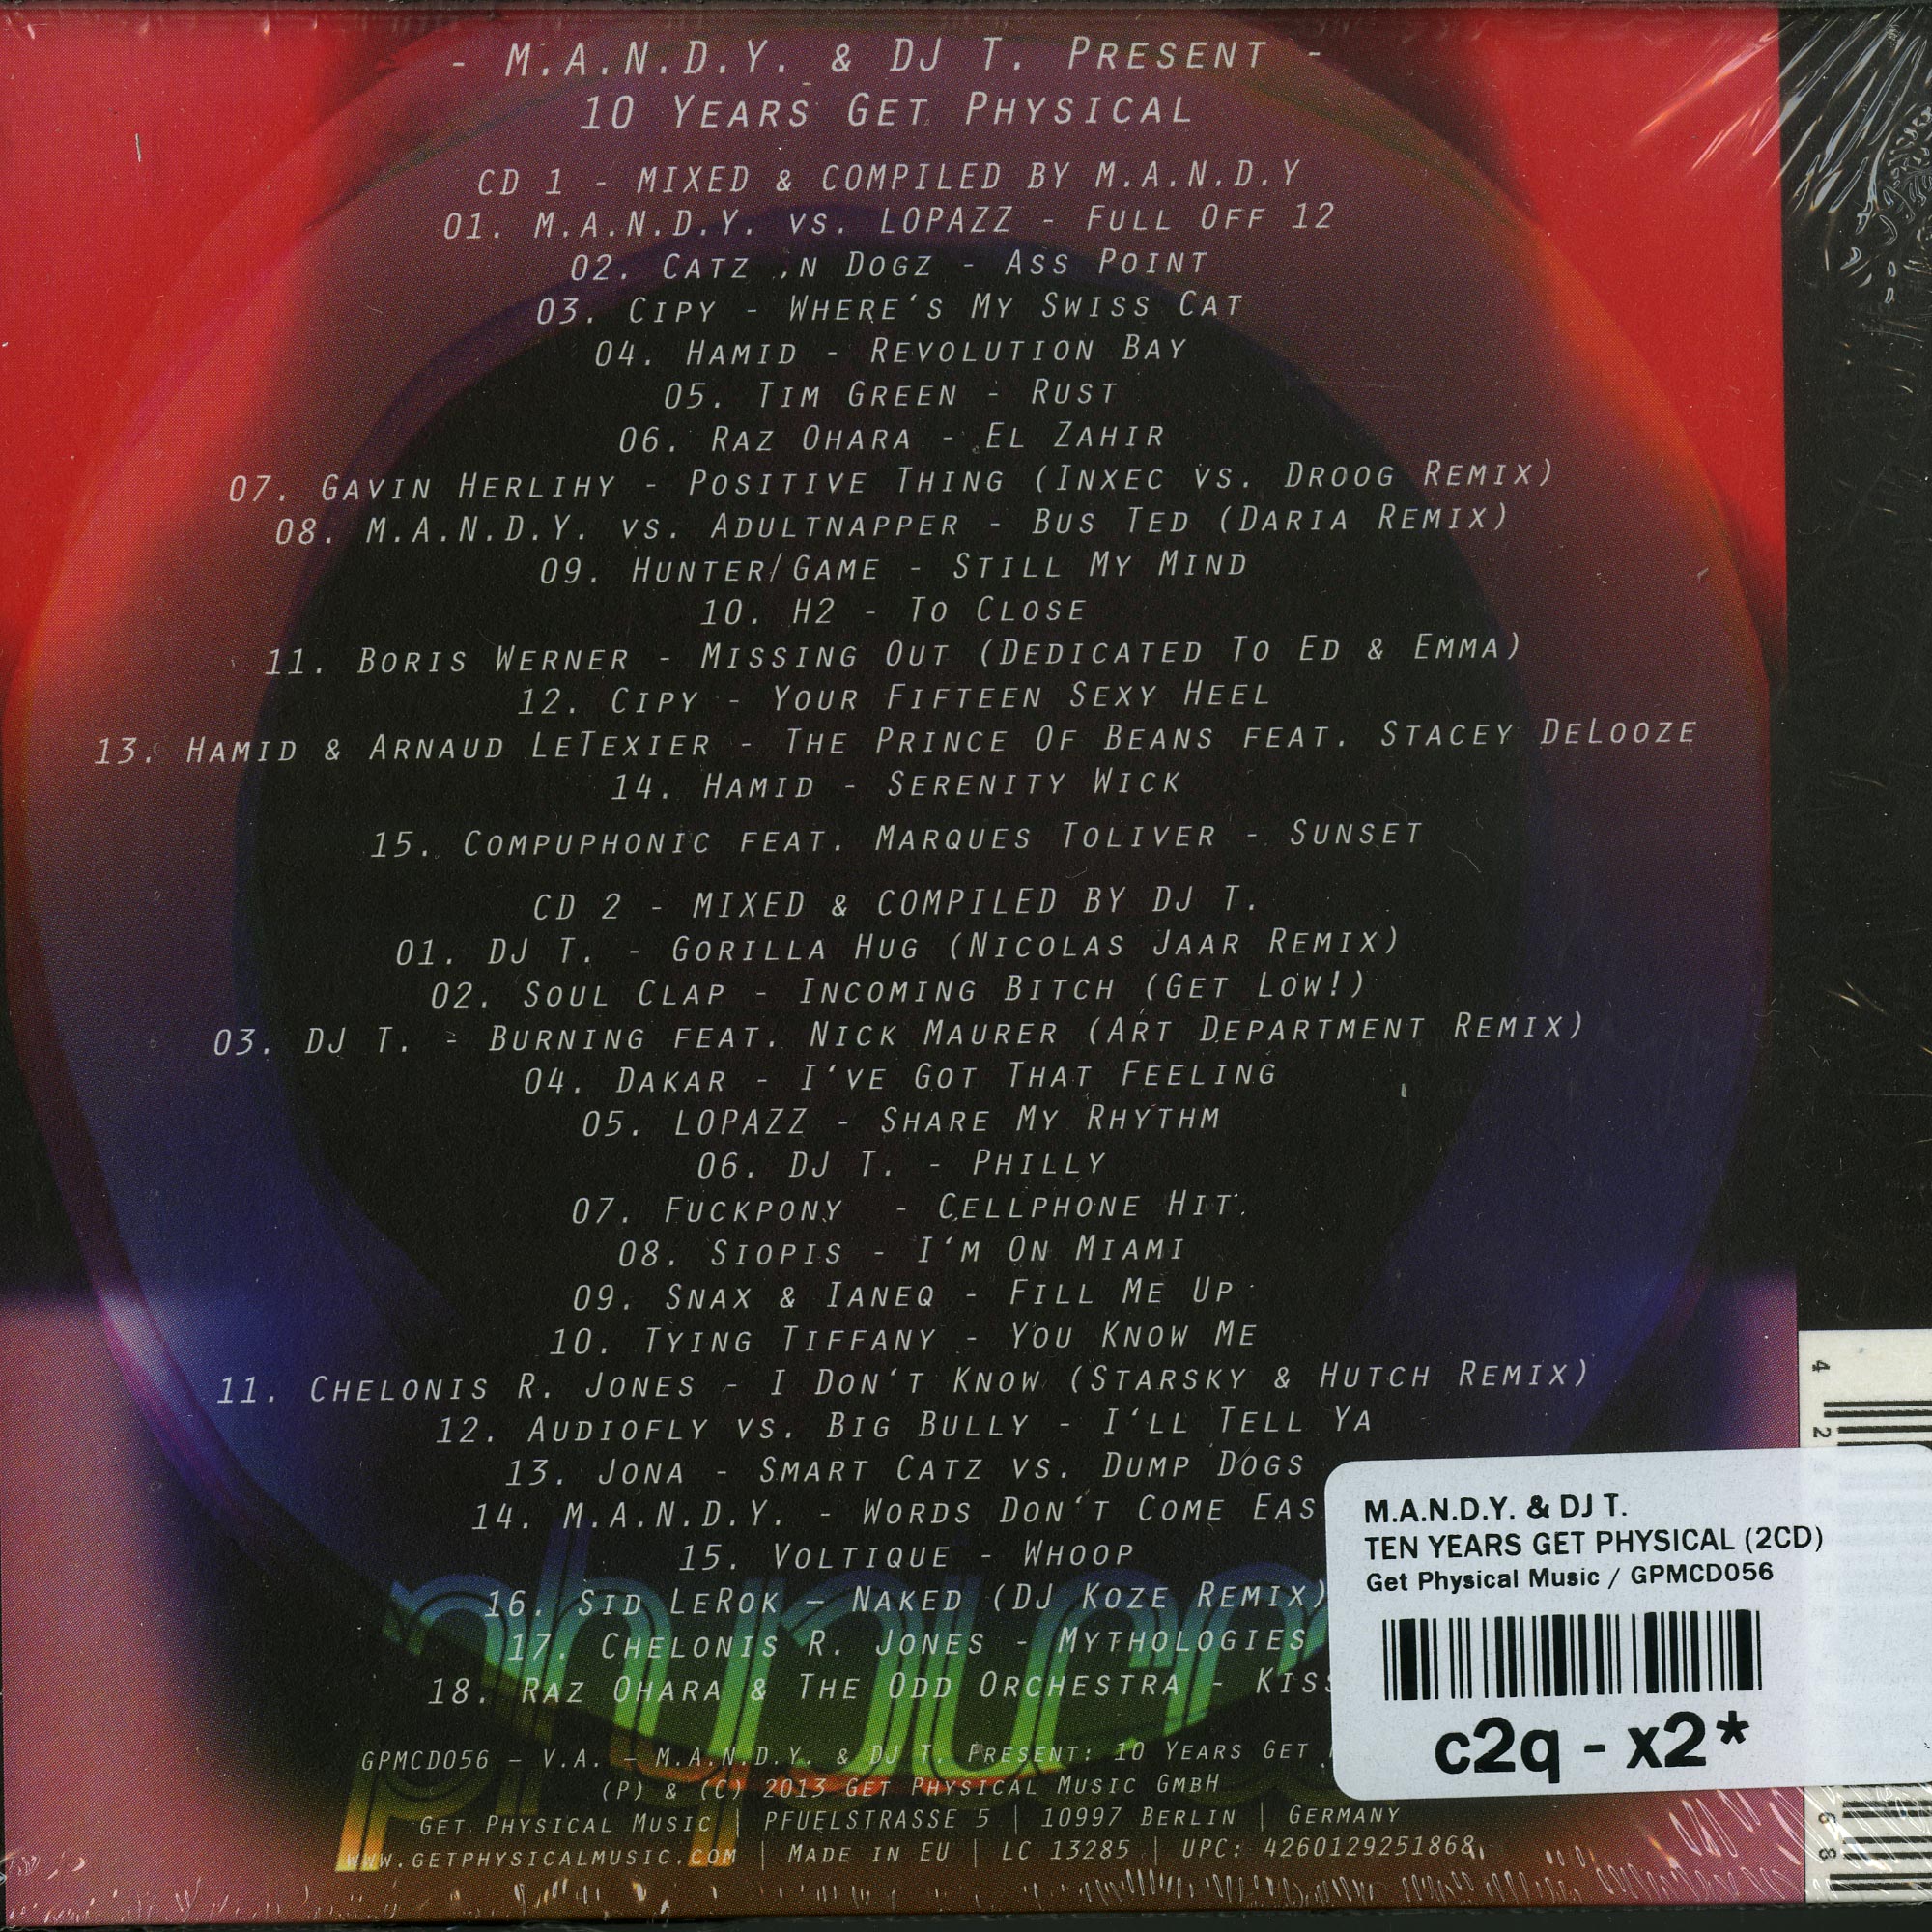 - M.A.N.D.Y. & DJ T. Present -
10 Years Get Physical
CD 1 - MIXED & COMPILED BY M.A.N.D.Y
01. M.A.N.D.Y. vs. LOPAZZ - Full Off 12
02. Catz ‚n Dogz - Ass Point
03. Cipy - Where‘s My Swiss Cat
04. Hamid - Revolution Bay
05. Tim Green - Rust
06. Raz Ohara - El Zahir
07. Gavin Herlihy - Positive Thing (Inxec vs. Droog Remix)
08. M.A.N.D.Y. vs. Adultnapper - Bus Ted (Daria Remix)
09. Hunter/Game - Still My Mind
10. H2 - To Close
11. Boris Werner - Missing Out (Dedicated To Ed & Emma)
12. Cipy - Your Fifteen Sexy Heel
13. Hamid & Arnaud LeTexier - The Prince Of Beans feat. Stacey DeLooze
14. Hamid - Serenity Wick
15. Compuphonic feat. Marques Toliver - Sunset
CD 2 - MIXED & COMPILED BY DJ T.
01. DJ T. - Gorilla Hug (Nicolas Jaar Remix)
02. Soul Clap - Incoming Bitch (Get Low!)
03. DJ T. - Burning feat. Nick Maurer (Art Department Remix)
04. Dakar - I‘ve Got That Feeling
05. LOPAZZ - Share My Rhythm
06. DJ T. - Philly
07. Fuckpony - Cellphone Hit
08. Siopis - I‘m On Miami
09. Snax & Ianeq - Fill Me Up
10. Tying Tiffany - You Know Me
11. Chelonis R. Jones - I Don‘t Know (Starsky & Hutch Remix)
12. Audiofly vs. Big Bully - I‘ll Tell Ya
13. Jona - Smart Catz vs. Dump Dogs
14. M.A.N.D.Y. - Words Don‘t Come Eas
15. Voltique - Whoop
16. Sid LeRok – Naked (DJ Koze Remix)
17. Chelonis R. Jones - Mythologies
18. Raz Ohara & The Odd Orchestra - Kiss
GPMCD056 – V.A. – M.A.N.D.Y. & DJ T. Present: 10 Years Get
(P) & (C) 2013 Get Physical Music GmbH
Get Physical Music | Pfuelstrasse 5 | 10997 Berlin | Germany
www.getphysicalmusic.com | Made in EU | LC 13285 | UPC: 4260129251868
M.A.N.D.Y. & DJ T.
TEN YEARS GET PHYSICAL (2CD)
Get Physical Music / GPMCD056
c2q - x2*
4
2
6
8